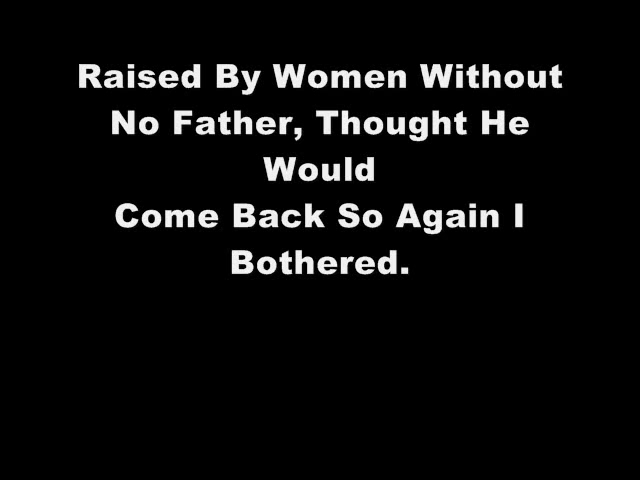 Raised By Women Without
No Father, Thought He
Would
Come Back So Again I
Bothered.